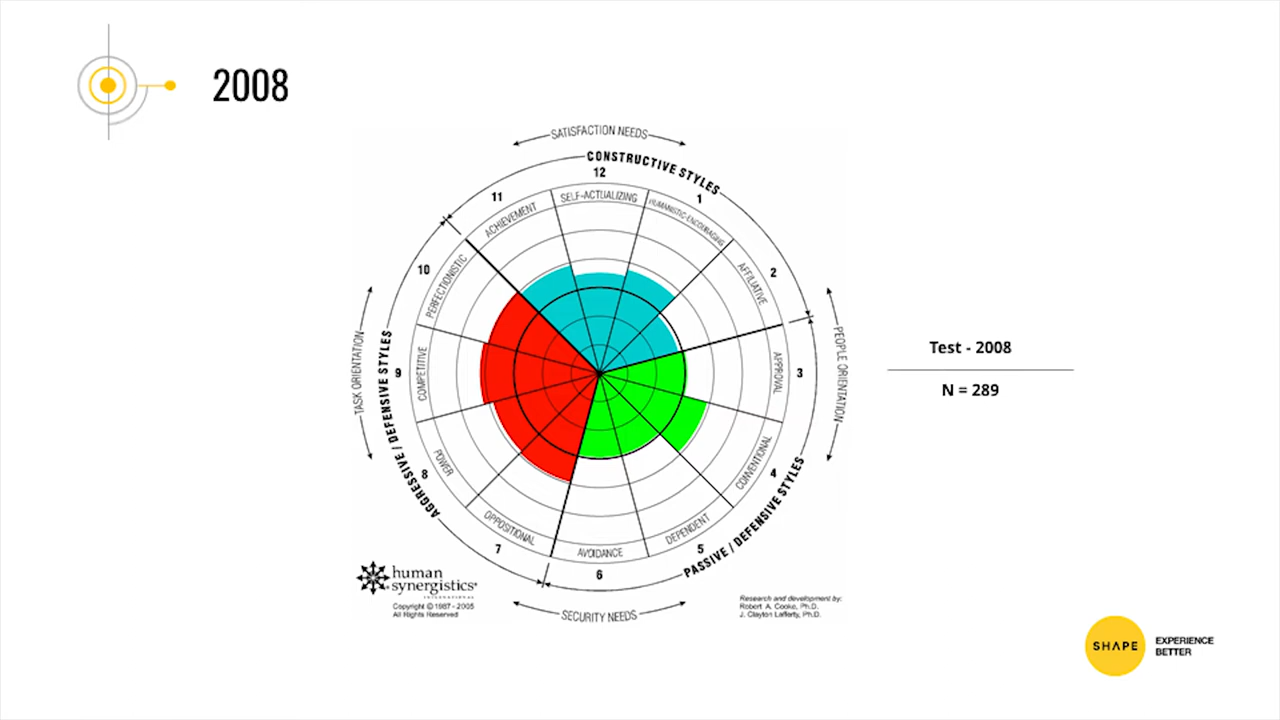 2008
SATISFACTION NEEDS
CONSTRUCTIVE STYLES
12
11
1
SELF-ACTUALIZING
HUMANISTIC-ENCOURAGING
ACHIEVEMENT
10
2
PERFECTIONISTIC
AFFILIATIVE
TASK ORIENTATION
PEOPLE ORIENTATION
AGGRESSIVE / DEFENSIVE STYLES
9
COMPETITIVE
APPROVAL
3
Test - 2008
N = 289
8
POWER
CONVENTIONAL
4
OPPOSITIONAL
DEPENDENT
7
AVOIDANCE
5
6
PASSIVE / DEFENSIVE STYLES
SECURITY NEEDS
human
synergistics®
INTERNATIONAL
Copyright © 1987 - 2005
All Rights Reserved
Research and development by:
Robert A. Cooke, Ph.D.
J. Clayton Lafferty, Ph.D.
SHAPE
EXPERIENCE
BETTER